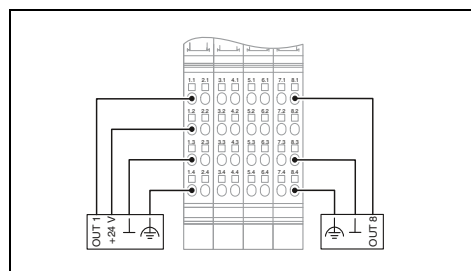 1.1 2.1 3.1 4.1 5.1 6.1 7.1 8.1
1.2 2.2 3.2 4.2 5.2 6.2 7.2 8.2
1.3 2.3 3.3 4.3 5.3 6.3 7.3 8.3
1.4 2.4 3.4 4.4 5.4 6.4 7.4 8.4
OUT 1
+24 V
OUT 8